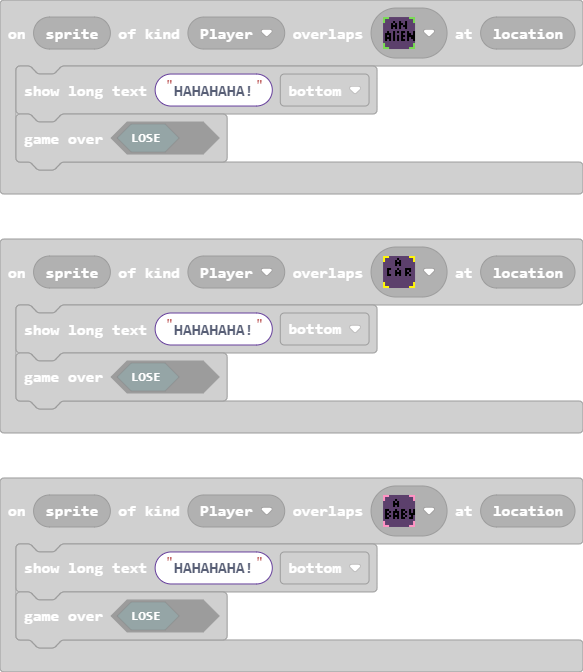 on sprite of kind Player overlaps AN ALiEN at location
show long text "HAHAHAHA!" bottom
game over LOSE
on sprite of kind Player overlaps A CAR at location
show long text "HAHAHAHA!" bottom
game over LOSE
on sprite of kind Player overlaps A BABY at location
show long text "HAHAHAHA!" bottom
game over LOSE